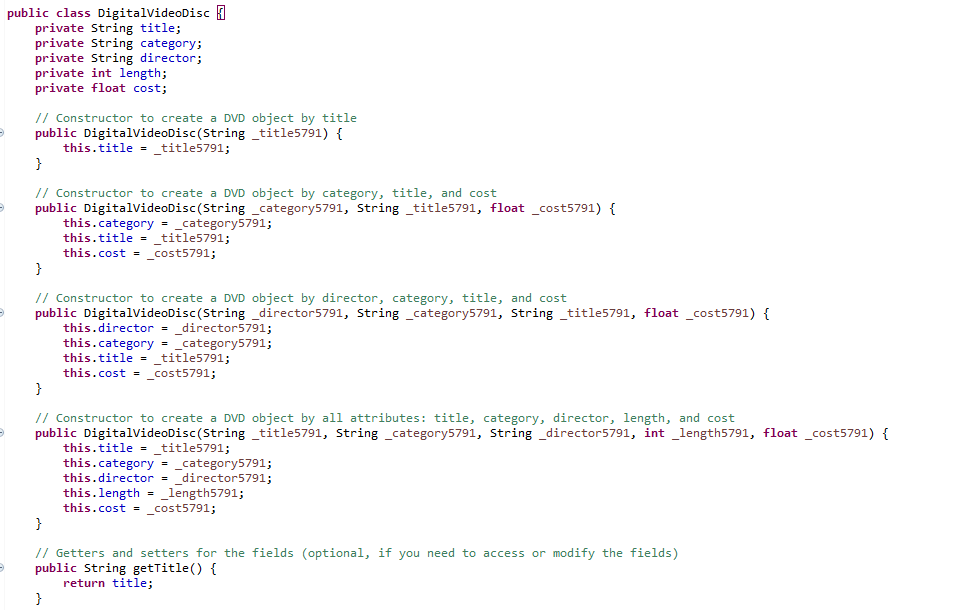 public class DigitalVideoDisc {
    private String title;
    private String category;
    private String director;
    private int length;
    private float cost;

    // Constructor to create a DVD object by title
    public DigitalVideoDisc(String _title5791) {
        this.title = _title5791;
    }

    // Constructor to create a DVD object by category, title, and cost
    public DigitalVideoDisc(String _category5791, String _title5791, float _cost5791) {
        this.category = _category5791;
        this.title = _title5791;
        this.cost = _cost5791;
    }

    // Constructor to create a DVD object by director, category, title, and cost
    public DigitalVideoDisc(String _director5791, String _category5791, String _title5791, float _cost5791) {
        this.director = _director5791;
        this.category = _category5791;
        this.title = _title5791;
        this.cost = _cost5791;
    }

    // Constructor to create a DVD object by all attributes: title, category, director, length, and cost
    public DigitalVideoDisc(String _title5791, String _category5791, String _director5791, int _length5791, float _cost5791) {
        this.title = _title5791;
        this.category = _category5791;
        this.director = _director5791;
        this.length = _length5791;
        this.cost = _cost5791;
    }

    // Getters and setters for the fields (optional, if you need to access or modify the fields)
    public String getTitle() {
        return title;
    }